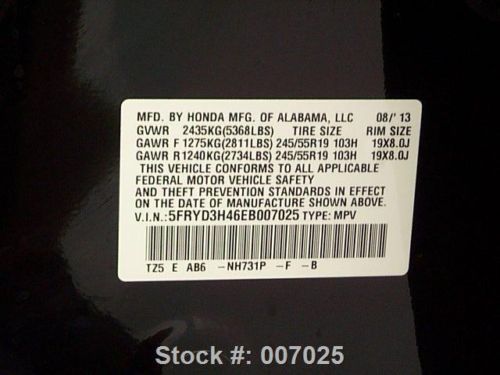 MFD. BY HONDA MFG. OF ALABAMA, LLC 08/'13
GVWR 2435KG(5368LBS) TIRE SIZE RIM SIZE
GAWR F 1275KG(2811LBS) 245/55R19 103H 19X8.0J
GAWR R 1240KG(2734LBS) 245/55R19 103H 19X8.0J
THIS VEHICLE CONFORMS TO ALL APPLICABLE
FEDERAL MOTOR VEHICLE SAFETY
AND THEFT PREVENTION STANDARDS IN EFFECT
ON THE DATE OF MANUFACTURE SHOWN ABOVE.
V.I.N.:5FRYD3H46EB007025 TYPE: MPV
TZ5 E AB6 -NH731P -F -B
Stock #: 007025